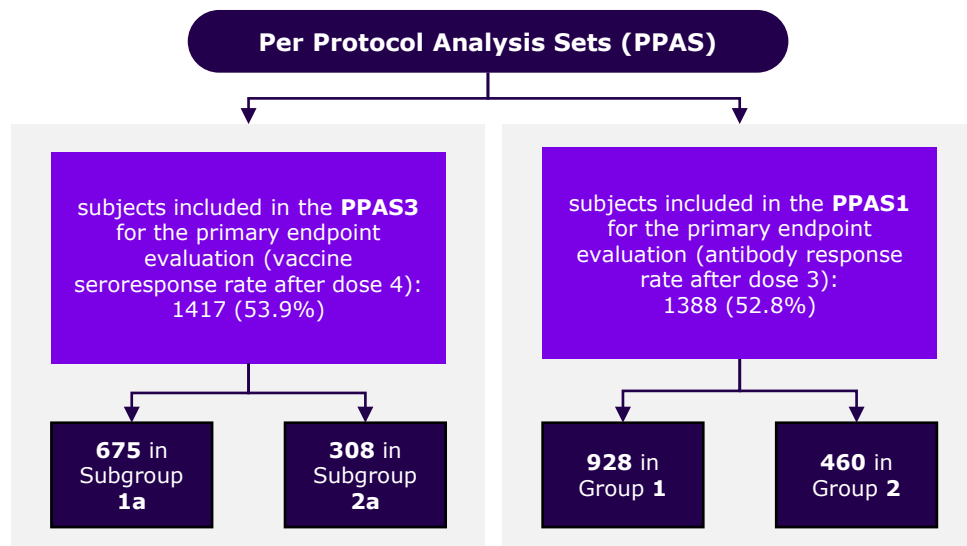 Per Protocol Analysis Sets (PPAS)
subjects included in the PPAS3
for the primary endpoint
evaluation (vaccine
seroresponse rate after dose 4):
1417 (53.9%)
subjects included in the PPAS1
for the primary endpoint
evaluation (antibody response
rate after dose 3):
1388 (52.8%)
675 in
Subgroup
1a
308 in
Subgroup
2a
928 in
Group 1
460 in
Group 2